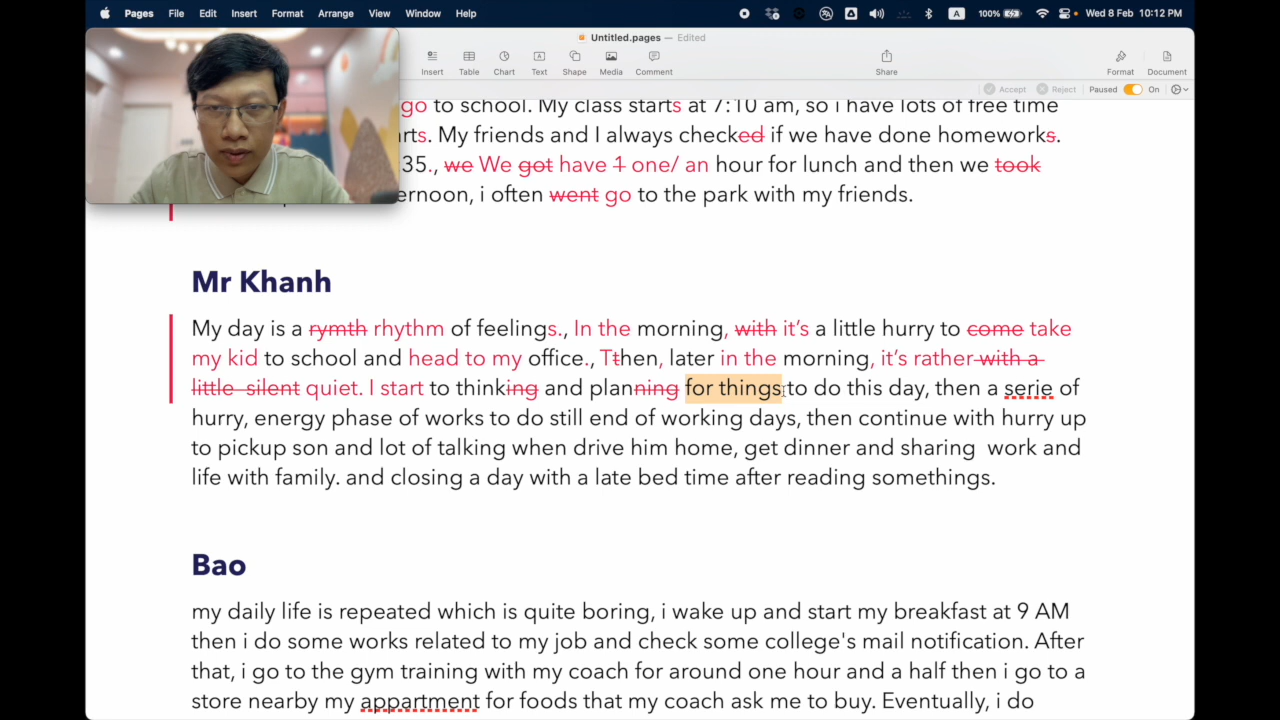 Pages File Edit Insert Format Arrange View Window Help A 100% Wed 8 Feb 10:12 PM
Untitled.pages — Edited
Insert Table Chart Text Shape Media Comment Share Format Document
Accept Reject Paused On
go to school. My class starts at 7:10 am, so i have lots of free time
rts. My friends and I always checked if we have done homeworks.
35., we We got have 1 one/ an hour for lunch and then we took
ernoon, i often went go to the park with my friends.
Mr Khanh
My day is a rymth rhythm of feelings., In the morning, with it’s a little hurry to come take
my kid to school and head to my office., Tthen, later in the morning, it’s rather with a
little silent quiet. I start to thinking and planning for things to do this day, then a serie of
hurry, energy phase of works to do still end of working days, then continue with hurry up
to pickup son and lot of talking when drive him home, get dinner and sharing work and
life with family. and closing a day with a late bed time after reading somethings.
Bao
my daily life is repeated which is quite boring, i wake up and start my breakfast at 9 AM
then i do some works related to my job and check some college's mail notification. After
that, i go to the gym training with my coach for around one hour and a half then i go to a
store nearby my appartment for foods that my coach ask me to buy. Eventually, i do